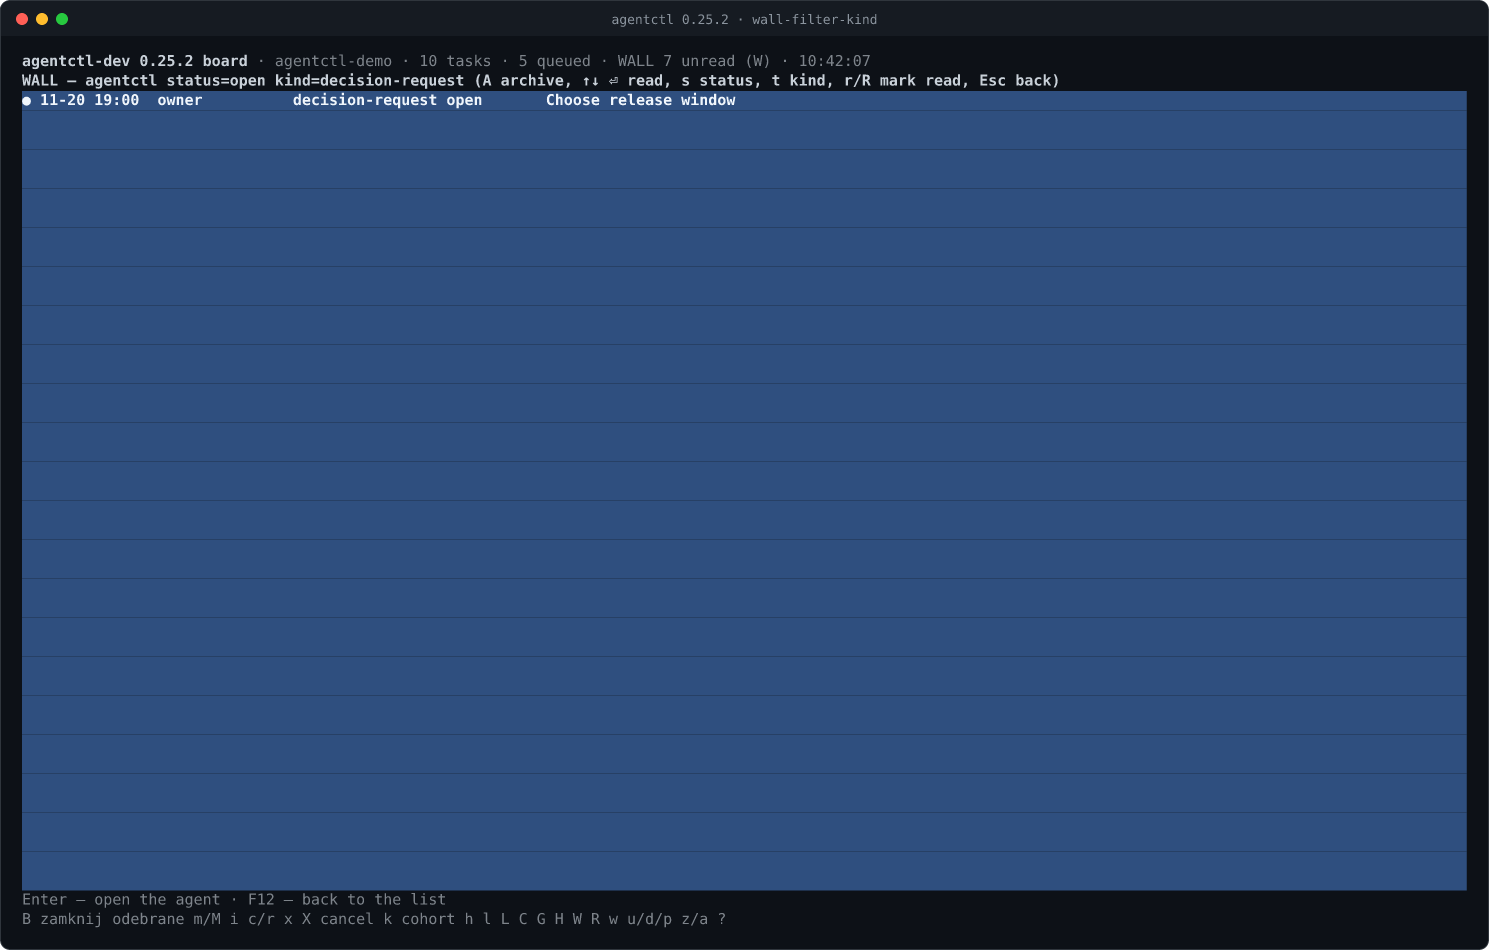 agentctl 0.25.2 · wall-filter-kind
agentctl-dev 0.25.2 board · agentctl-demo · 10 tasks · 5 queued · WALL 7 unread (W) · 10:42:07
WALL — agentctl status=open kind=decision-request (A archive, ↑↓ ⏎ read, s status, t kind, r/R mark read, Esc back)
● 11-20 19:00  owner          decision-request open       Choose release window
Enter — open the agent · F12 — back to the list
B zamknij odebrane m/M i c/r x X cancel k cohort h l L C G H W R w u/d/p z/a ?